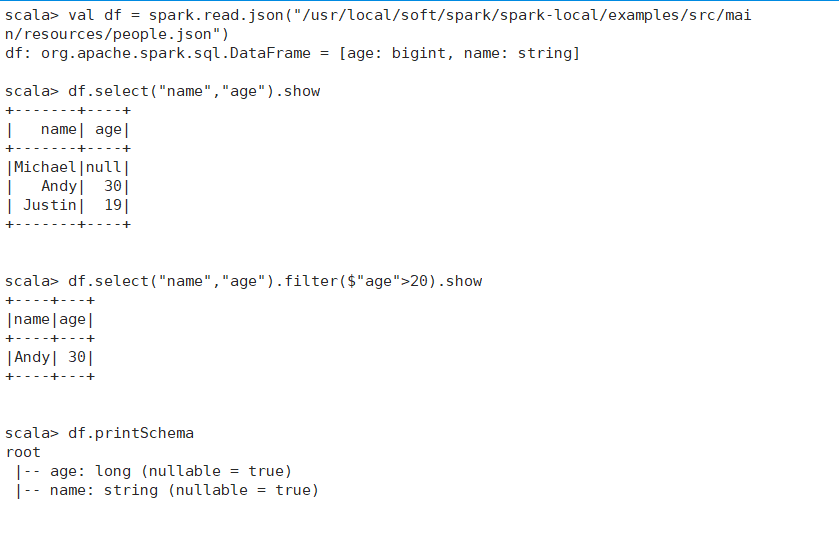 scala> val df = spark.read.json("/usr/local/soft/spark/spark-local/examples/src/mai
n/resources/people.json")
df: org.apache.spark.sql.DataFrame = [age: bigint, name: string]
scala> df.select("name","age").show
+-------+----+
|   name| age|
+-------+----+
|Michael|null|
|   Andy|  30|
| Justin|  19|
+-------+----+
scala> df.select("name","age").filter($"age">20).show
+----+---+
|name|age|
+----+---+
|Andy| 30|
+----+---+
scala> df.printSchema
root
 |-- age: long (nullable = true)
 |-- name: string (nullable = true)